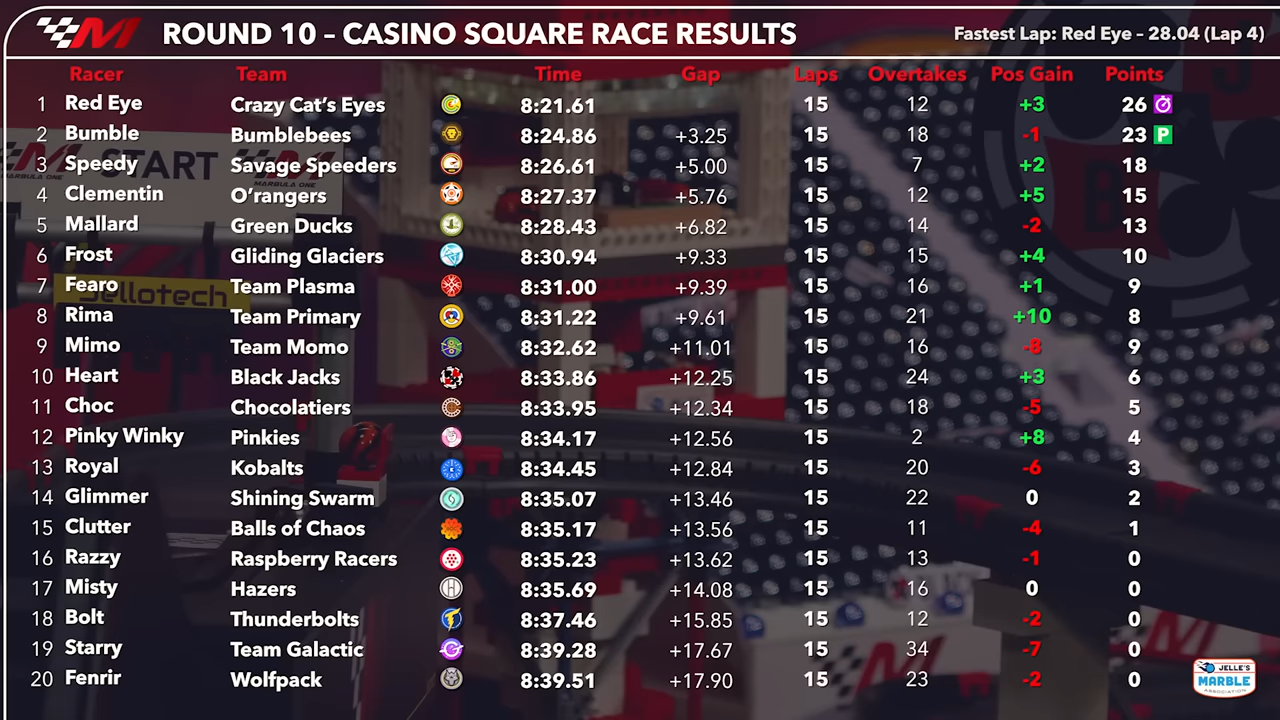 M ROUND 10 – CASINO SQUARE RACE RESULTS Fastest Lap: Red Eye – 28.04 (Lap 4)
Racer Team Time Gap Laps Overtakes Pos Gain Points
1 Red Eye Crazy Cat's Eyes 8:21.61 15 12 +3 26
2 Bumble Bumblebees 8:24.86 +3.25 15 18 -1 23 P
3 Speedy Savage Speeders 8:26.61 +5.00 15 7 +2 18
4 Clementin O'rangers 8:27.37 +5.76 15 12 +5 15
5 Mallard Green Ducks 8:28.43 +6.82 15 14 -2 13
6 Frost Gliding Glaciers 8:30.94 +9.33 15 15 +4 10
7 Fearo Team Plasma 8:31.00 +9.39 15 16 +1 9
8 Rima Team Primary 8:31.22 +9.61 15 21 +10 8
9 Mimo Team Momo 8:32.62 +11.01 15 16 -8 9
10 Heart Black Jacks 8:33.86 +12.25 15 24 +3 6
11 Choc Chocolatiers 8:33.95 +12.34 15 18 -5 5
12 Pinky Winky Pinkies 8:34.17 +12.56 15 2 +8 4
13 Royal Kobalts 8:34.45 +12.84 15 20 -6 3
14 Glimmer Shining Swarm 8:35.07 +13.46 15 22 0 2
15 Clutter Balls of Chaos 8:35.17 +13.56 15 11 -4 1
16 Razzy Raspberry Racers 8:35.23 +13.62 15 13 -1 0
17 Misty Hazers 8:35.69 +14.08 15 16 0 0
18 Bolt Thunderbolts 8:37.46 +15.85 15 12 -2 0
19 Starry Team Galactic 8:39.28 +17.67 15 34 -7 0
20 Fenrir Wolfpack 8:39.51 +17.90 15 23 -2 0
START
MARBULA ONE
Jellotech
JELLE'S
MARBLE
ASSOCIATION